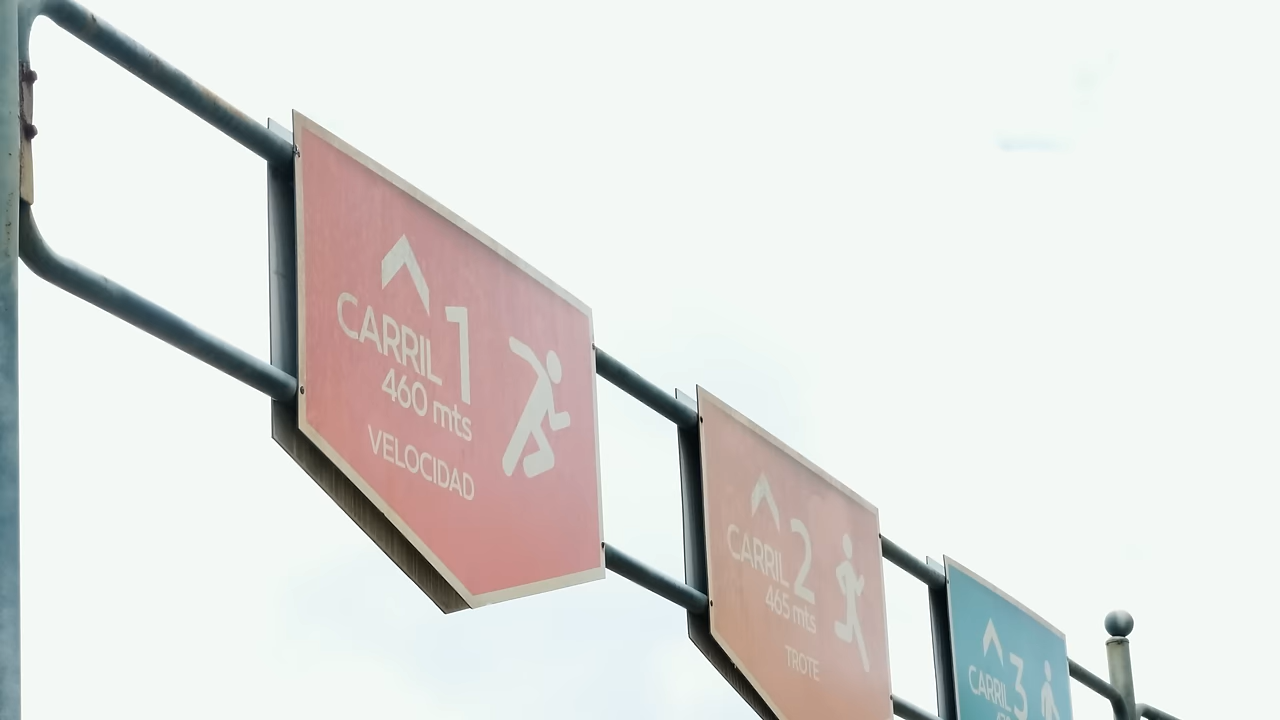 CARRIL 1
460 mts
VELOCIDAD
CARRIL 2
465 mts
TROTE
CARRIL 3